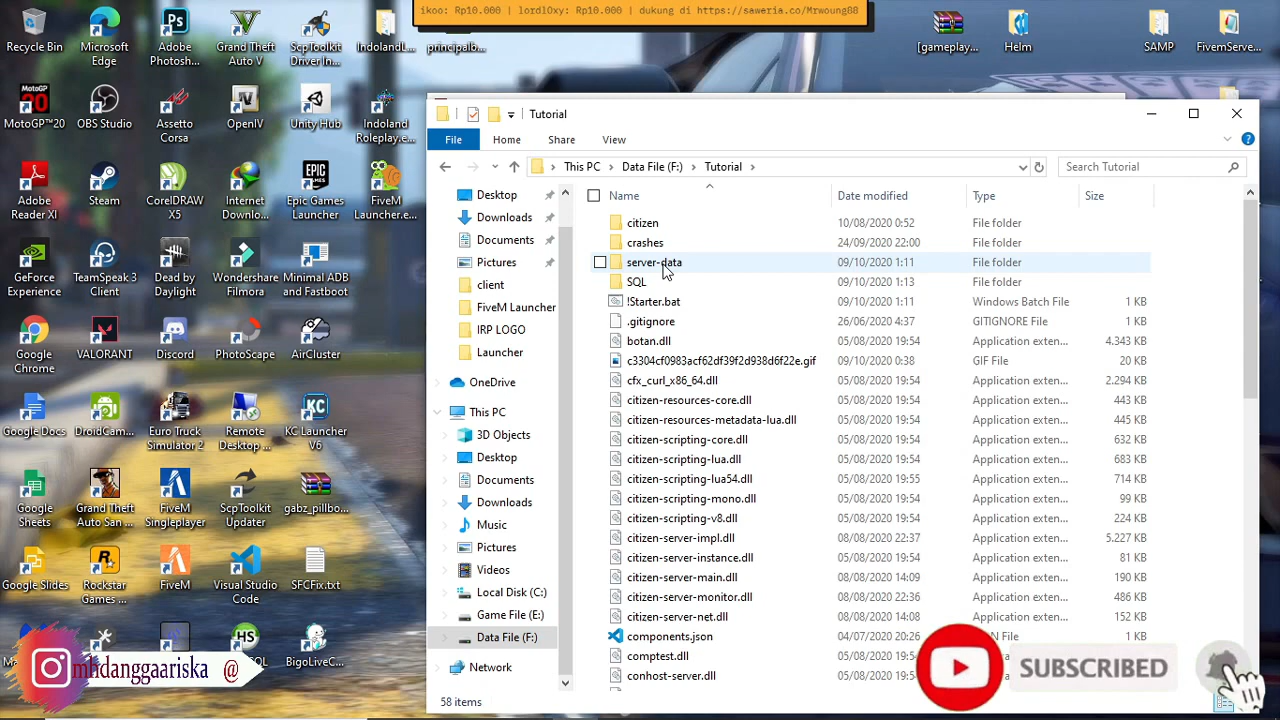 ikoo: Rp10.000 | lordlOxy: Rp10.000 | dukung di https://saweria.co/Mrwoung88
Recycle Bin
Microsoft Edge
Adobe Photosh...
Grand Theft Auto V
ScpToolkit Driver In...
IndolandL...
principalb...
[gameplay...
Helm
SAMP
FivemServe...
MotoGP™20
OBS Studio
Assetto Corsa
OpenIV
Unity Hub
Indoland Roleplay.e...
Adobe Reader XI
Steam
CorelDRAW X5
Internet Downlo...
Epic Games Launcher
FiveM Launcher.e...
GeForce Experience
TeamSpeak 3 Client
Dead by Daylight
Wondershare Filmora
Minimal ADB and Fastboot
Google Chrome
VALORANT
Discord
PhotoScape
AirCluster
Google Docs
DroidCam...
Euro Truck Simulator 2
Remote Desktop ...
KC Launcher V6
Google Sheets
Grand Theft Auto San ...
FiveM Singleplayer
ScpToolkit Updater
gabz_pillbo...
Google Slides
Rockstar Games ...
FiveM
Visual Studio Code
SFCFix.txt
BigoLiveC...
mhdanggaariska @
Tutorial
File Home Share View
This PC > Data File (F:) > Tutorial >
Search Tutorial
Desktop
Downloads
Documents
Pictures
client
FiveM Launcher
IRP LOGO
Launcher
OneDrive
This PC
3D Objects
Desktop
Documents
Downloads
Music
Pictures
Videos
Local Disk (C:)
Game File (E:)
Data File (F:)
Network
Name Date modified Type Size
citizen 10/08/2020 0:52 File folder
crashes 24/09/2020 22:00 File folder
server-data 09/10/2020 1:11 File folder
SQL 09/10/2020 1:13 File folder
!Starter.bat 09/10/2020 1:11 Windows Batch File 1 KB
.gitignore 26/06/2020 4:37 GITIGNORE File 1 KB
botan.dll 05/08/2020 19:54 Application exten... 4.343 KB
c3304cf0983acf62df39f2d938d6f22e.gif 09/10/2020 0:38 GIF File 20 KB
cfx_curl_x86_64.dll 05/08/2020 19:54 Application exten... 2.294 KB
citizen-resources-core.dll 05/08/2020 19:54 Application exten... 443 KB
citizen-resources-metadata-lua.dll 05/08/2020 19:54 Application exten... 445 KB
citizen-scripting-core.dll 05/08/2020 19:54 Application exten... 632 KB
citizen-scripting-lua.dll 05/08/2020 19:54 Application exten... 683 KB
citizen-scripting-lua54.dll 05/08/2020 19:55 Application exten... 714 KB
citizen-scripting-mono.dll 05/08/2020 19:54 Application exten... 99 KB
citizen-scripting-v8.dll 05/08/2020 19:54 Application exten... 224 KB
citizen-server-impl.dll 08/08/2020 22:37 Application exten... 5.227 KB
citizen-server-instance.dll 05/08/2020 19:54 Application exten... 81 KB
citizen-server-main.dll 08/08/2020 14:09 Application exten... 190 KB
citizen-server-monitor.dll 08/08/2020 22:36 Application exten... 486 KB
citizen-server-net.dll 08/08/2020 14:08 Application exten... 152 KB
components.json 04/07/2020 20:26 1 KB
comptest.dll
conhost-server.dll
SUBSCRIBED
58 items